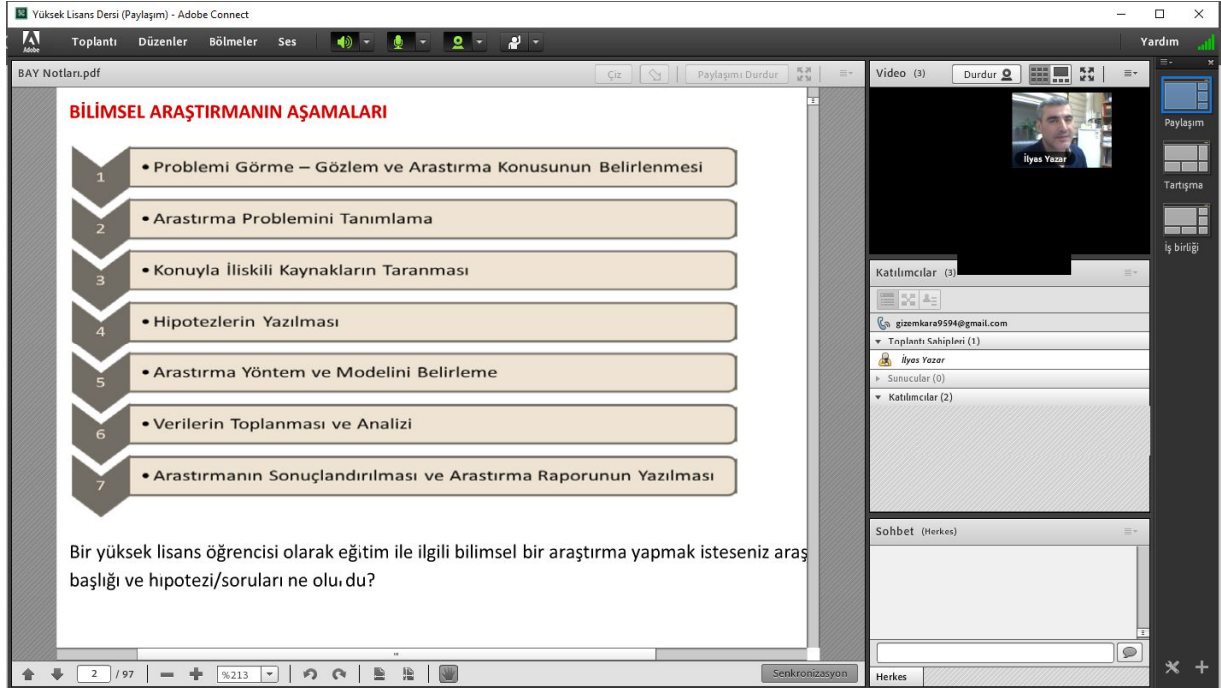 Yüksek Lisans Dersi (Paylaşım) - Adobe Connect
Adobe
Toplantı Düzenler Bölmeler Ses
Yardım
BAY Notları.pdf
Çiz
Paylaşımı Durdur
BİLİMSEL ARAŞTIRMANIN AŞAMALARI
1 • Problemi Görme – Gözlem ve Arastırma Konusunun Belirlenmesi
2 • Arastırma Problemini Tanımlama
3 • Konuyla İliskili Kaynakların Taranması
4 • Hipotezlerin Yazılması
5 • Arastırma Yöntem ve Modelini Belirleme
6 • Verilerin Toplanması ve Analizi
7 • Arastırmanın Sonuçlandırılması ve Arastırma Raporunun Yazılması
Bir yüksek lisans öğrencisi olarak eğitim ile ilgili bilimsel bir araştırma yapmak isteseniz araş
başlığı ve hipotezi/soruları ne olurdu?
2 / 97
%213
Senkronizasyon
Video (3)
Durdur
İlyas Yazar
Katılımcılar (3)
gizemkara9594@gmail.com
Toplantı Sahipleri (1)
İlyas Yazar
Sunucular (0)
Katılımcılar (2)
Sohbet (Herkes)
Herkes
Paylaşım
Tartışma
İş birliği